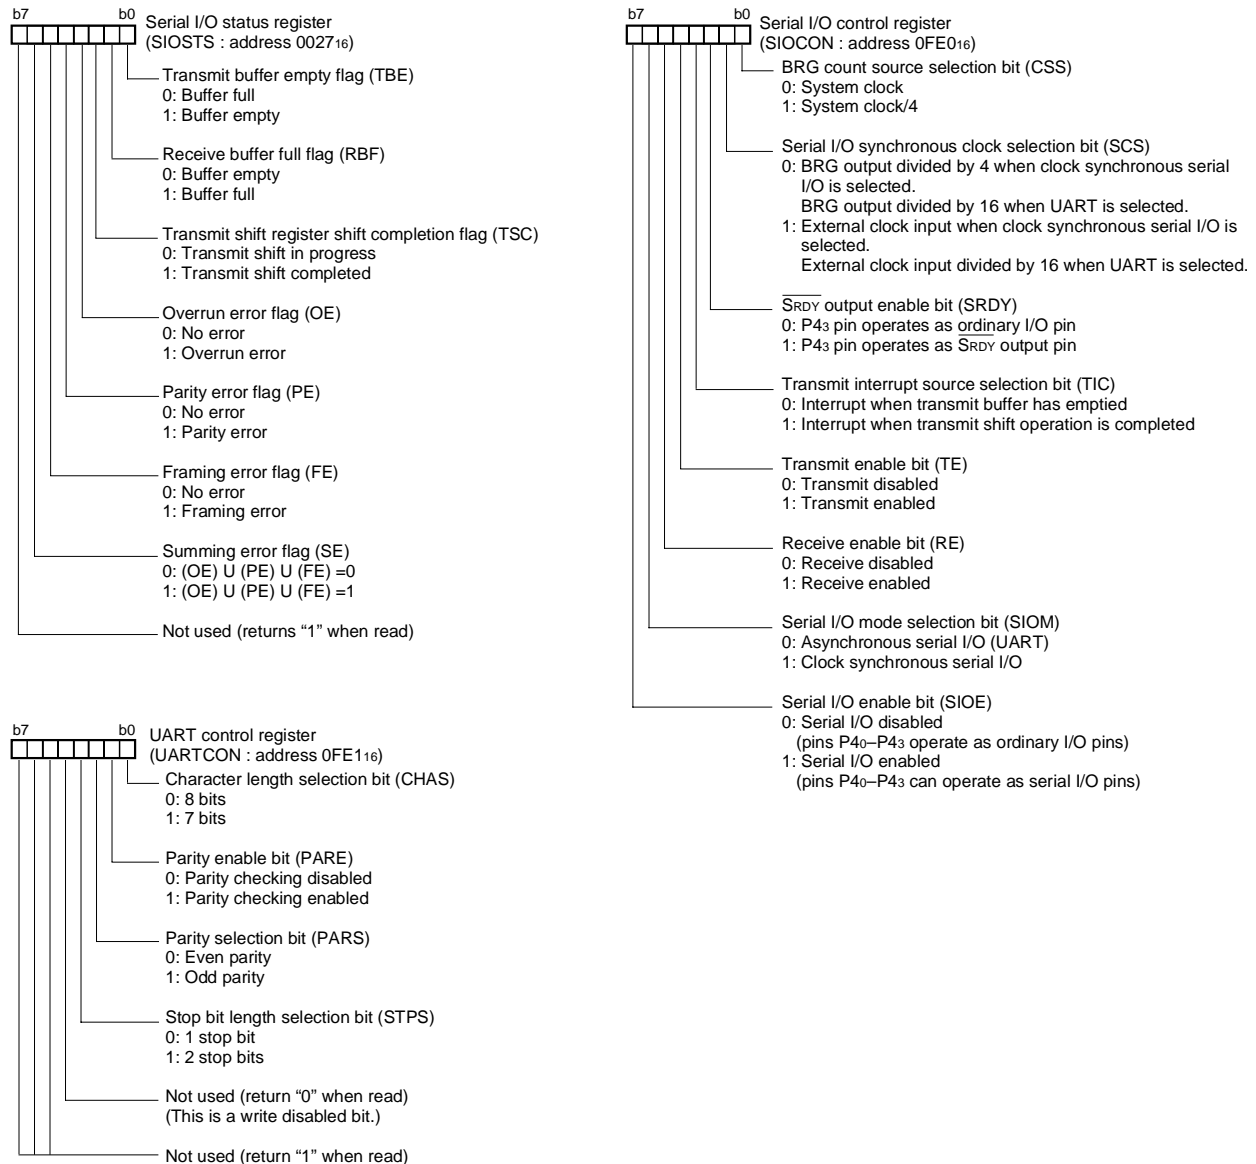 b7 b0
Serial I/O status register
(SIOSTS : address 002716)
Transmit buffer empty flag (TBE)
0: Buffer full
1: Buffer empty
Receive buffer full flag (RBF)
0: Buffer empty
1: Buffer full
Transmit shift register shift completion flag (TSC)
0: Transmit shift in progress
1: Transmit shift completed
Overrun error flag (OE)
0: No error
1: Overrun error
Parity error flag (PE)
0: No error
1: Parity error
Framing error flag (FE)
0: No error
1: Framing error
Summing error flag (SE)
0: (OE) U (PE) U (FE) =0
1: (OE) U (PE) U (FE) =1
Not used (returns “1” when read)
b7 b0
UART control register
(UARTCON : address 0FE116)
Character length selection bit (CHAS)
0: 8 bits
1: 7 bits
Parity enable bit (PARE)
0: Parity checking disabled
1: Parity checking enabled
Parity selection bit (PARS)
0: Even parity
1: Odd parity
Stop bit length selection bit (STPS)
0: 1 stop bit
1: 2 stop bits
Not used (return “0” when read)
(This is a write disabled bit.)
Not used (return “1” when read)
b7 b0
Serial I/O control register
(SIOCON : address 0FE016)
BRG count source selection bit (CSS)
0: System clock
1: System clock/4
Serial I/O synchronous clock selection bit (SCS)
0: BRG output divided by 4 when clock synchronous serial
I/O is selected.
BRG output divided by 16 when UART is selected.
1: External clock input when clock synchronous serial I/O is
selected.
External clock input divided by 16 when UART is selected.
SRDY output enable bit (SRDY)
0: P43 pin operates as ordinary I/O pin
1: P43 pin operates as SRDY output pin
Transmit interrupt source selection bit (TIC)
0: Interrupt when transmit buffer has emptied
1: Interrupt when transmit shift operation is completed
Transmit enable bit (TE)
0: Transmit disabled
1: Transmit enabled
Receive enable bit (RE)
0: Receive disabled
1: Receive enabled
Serial I/O mode selection bit (SIOM)
0: Asynchronous serial I/O (UART)
1: Clock synchronous serial I/O
Serial I/O enable bit (SIOE)
0: Serial I/O disabled
(pins P40–P43 operate as ordinary I/O pins)
1: Serial I/O enabled
(pins P40–P43 can operate as serial I/O pins)